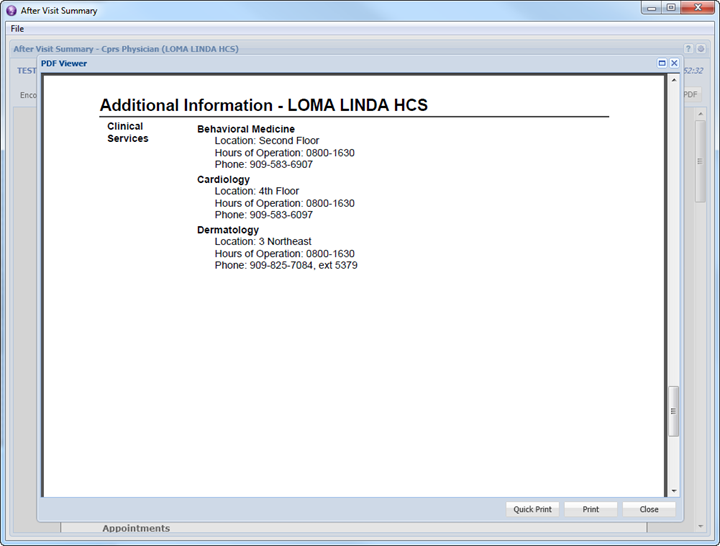 After Visit Summary
File
After Visit Summary - Cprs Physician (LOMA LINDA HCS)
PDF Viewer
TEST
52:32
Enco
PDF
Additional Information - LOMA LINDA HCS
Clinical
Services
Behavioral Medicine
Location: Second Floor
Hours of Operation: 0800-1630
Phone: 909-583-6907
Cardiology
Location: 4th Floor
Hours of Operation: 0800-1630
Phone: 909-583-6097
Dermatology
Location: 3 Northeast
Hours of Operation: 0800-1630
Phone: 909-825-7084, ext 5379
Quick Print Print Close
Appointments